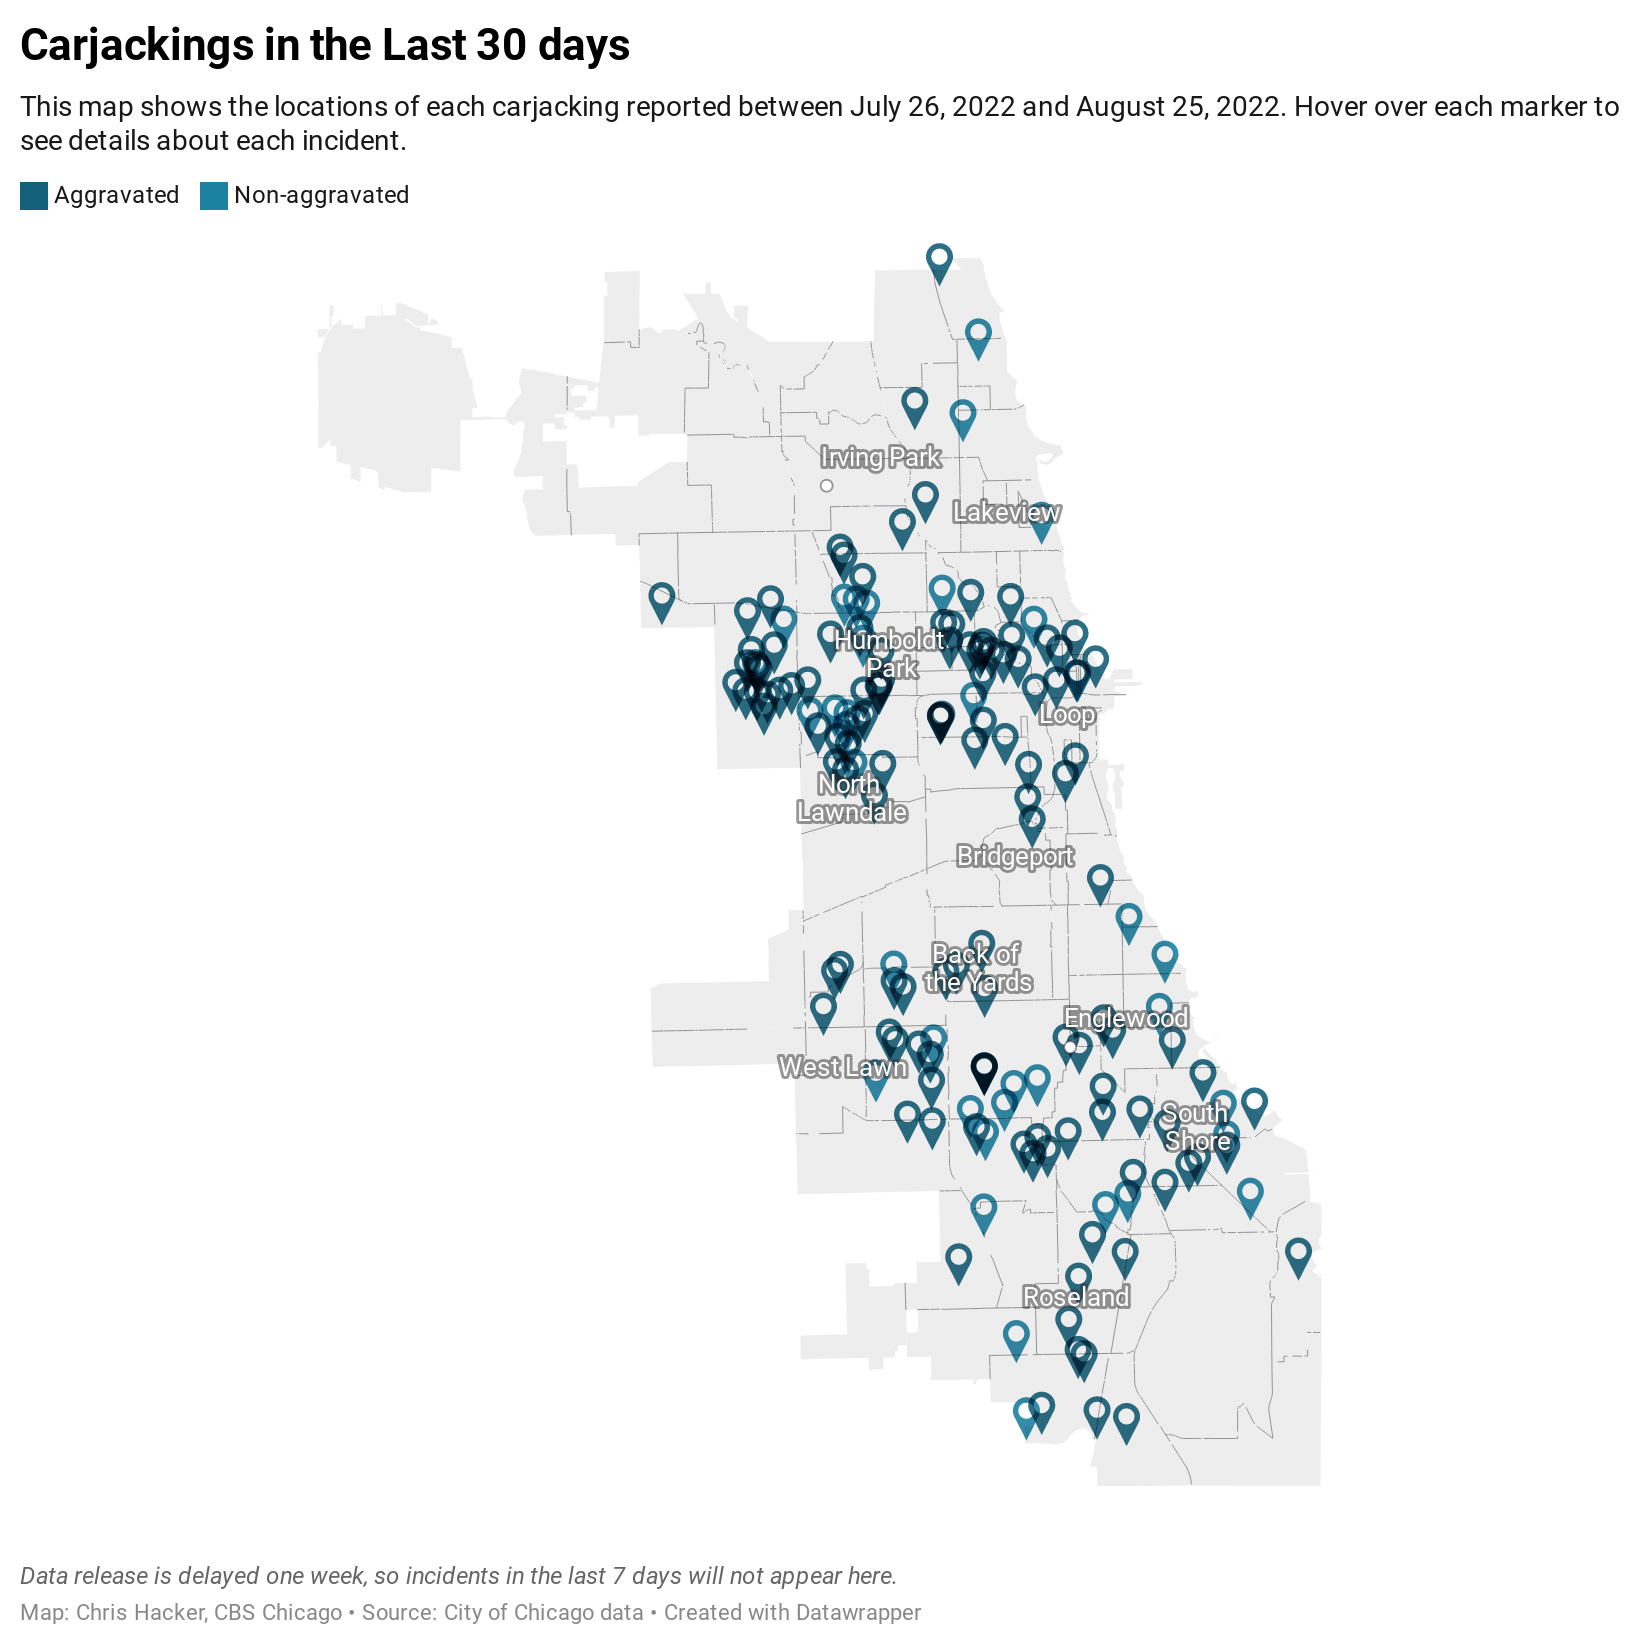 Carjackings in the Last 30 days
This map shows the locations of each carjacking reported between July 26, 2022 and August 25, 2022. Hover over each marker to
see details about each incident.
Aggravated Non-aggravated
Irving Park
Lakeview
Humboldt
Park
Loop
North
Lawndale
Bridgeport
Back of
the Yards
Englewood
West Lawn
South
Shore
Roseland
Data release is delayed one week, so incidents in the last 7 days will not appear here.
Map: Chris Hacker, CBS Chicago • Source: City of Chicago data • Created with Datawrapper